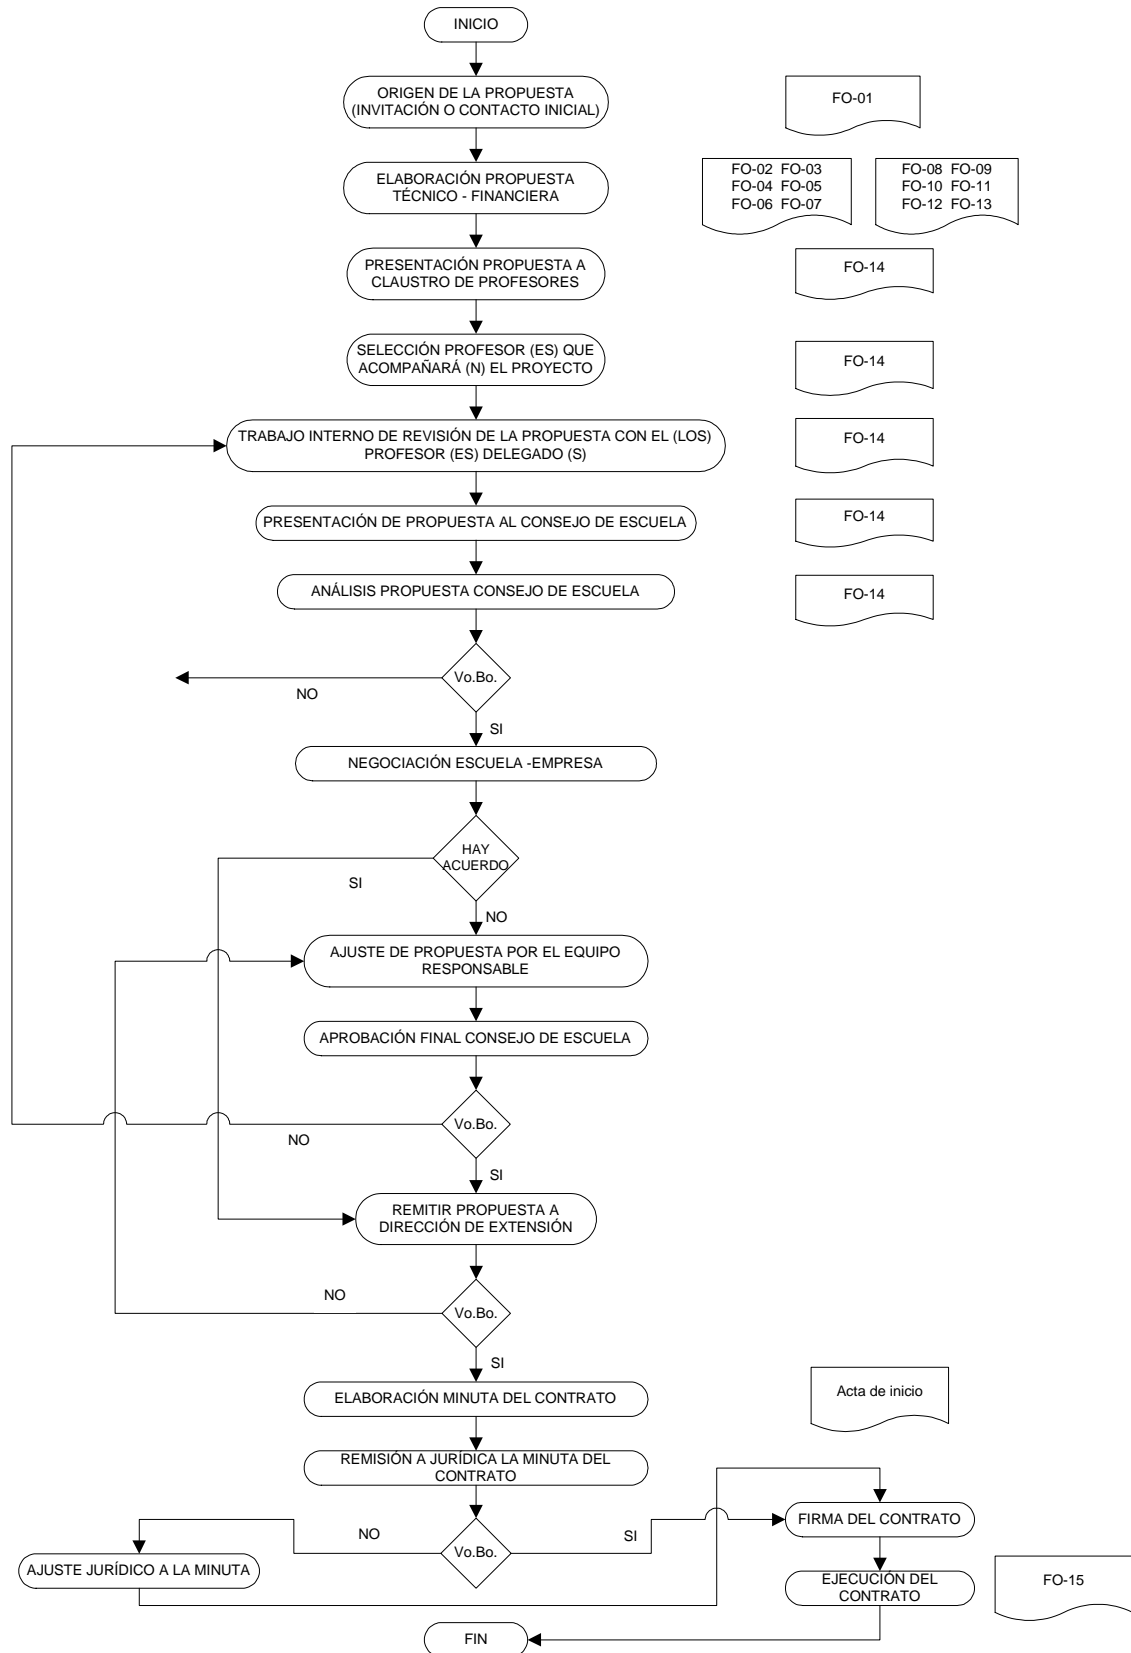 INICIO
ORIGEN DE LA PROPUESTA
(INVITACIÓN O CONTACTO INICIAL)
FO-01
ELABORACIÓN PROPUESTA
TÉCNICO - FINANCIERA
FO-02 FO-03
FO-04 FO-05
FO-06 FO-07
FO-08 FO-09
FO-10 FO-11
FO-12 FO-13
PRESENTACIÓN PROPUESTA A
CLAUSTRO DE PROFESORES
FO-14
SELECCIÓN PROFESOR (ES) QUE
ACOMPAÑARÁ (N) EL PROYECTO
FO-14
TRABAJO INTERNO DE REVISIÓN DE LA PROPUESTA CON EL (LOS)
PROFESOR (ES) DELEGADO (S)
FO-14
PRESENTACIÓN DE PROPUESTA AL CONSEJO DE ESCUELA
FO-14
ANÁLISIS PROPUESTA CONSEJO DE ESCUELA
FO-14
Vo.Bo.
NO
SI
NEGOCIACIÓN ESCUELA -EMPRESA
HAY
ACUERDO
SI
NO
AJUSTE DE PROPUESTA POR EL EQUIPO
RESPONSABLE
APROBACIÓN FINAL CONSEJO DE ESCUELA
Vo.Bo.
NO
SI
REMITIR PROPUESTA A
DIRECCIÓN DE EXTENSIÓN
NO
Vo.Bo.
SI
ELABORACIÓN MINUTA DEL CONTRATO
Acta de inicio
REMISIÓN A JURÍDICA LA MINUTA DEL
CONTRATO
NO
Vo.Bo.
SI
FIRMA DEL CONTRATO
AJUSTE JURÍDICO A LA MINUTA
EJECUCIÓN DEL
CONTRATO
FO-15
FIN